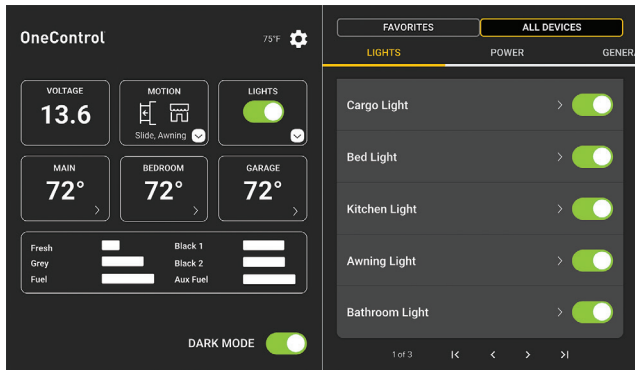 OneControl
75°F
VOLTAGE
13.6
MOTION
Slide, Awning
LIGHTS
MAIN
72°
BEDROOM
72°
GARAGE
72°
Fresh
Black 1
Grey
Black 2
Fuel
Aux Fuel
DARK MODE
FAVORITES
ALL DEVICES
LIGHTS
POWER
GENERA
Cargo Light
Bed Light
Kitchen Light
Awning Light
Bathroom Light
1 of 3